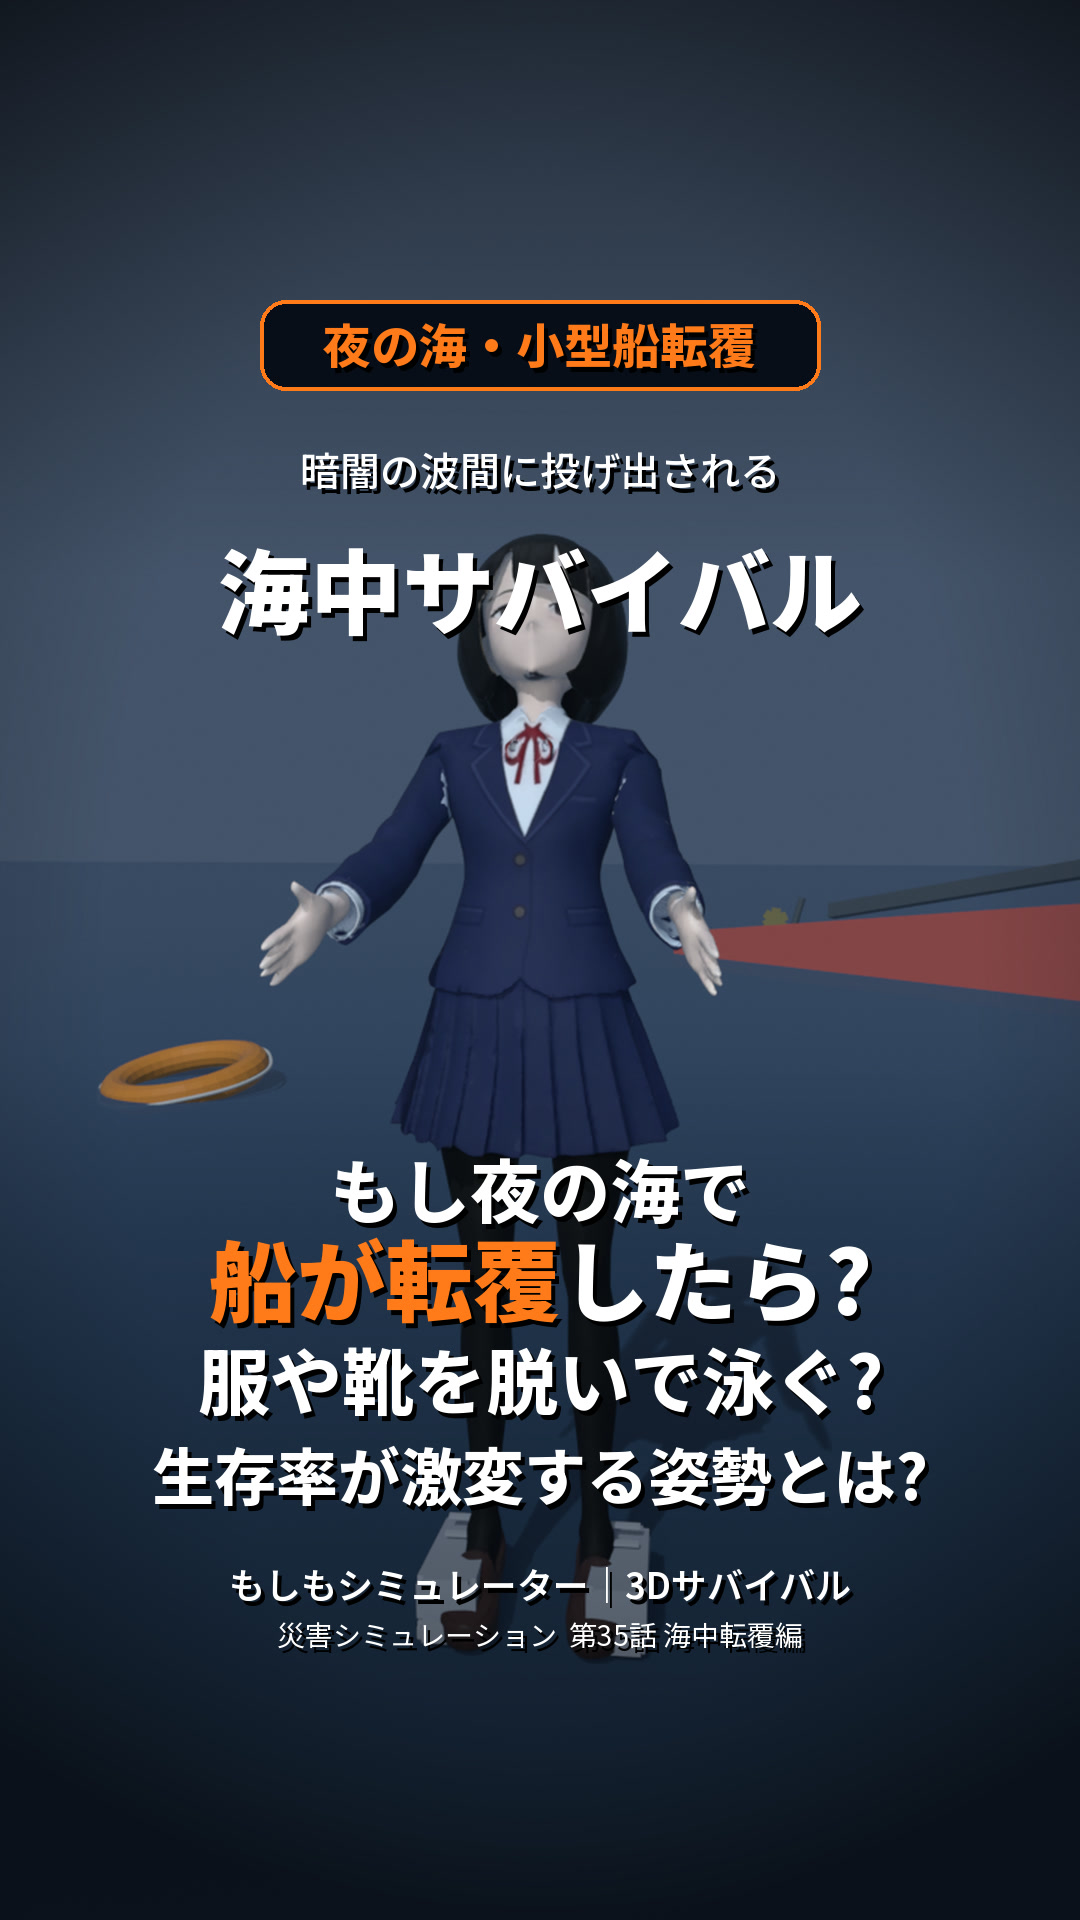 夜の海・小型船転覆
暗闇の波間に投げ出される
海中サバイバル
もし夜の海で
船が転覆したら?
服や靴を脱いで泳ぐ?
生存率が激変する姿勢とは?
もしもシミュレーター｜3Dサバイバル
災害シミュレーション 第35話 海中転覆編